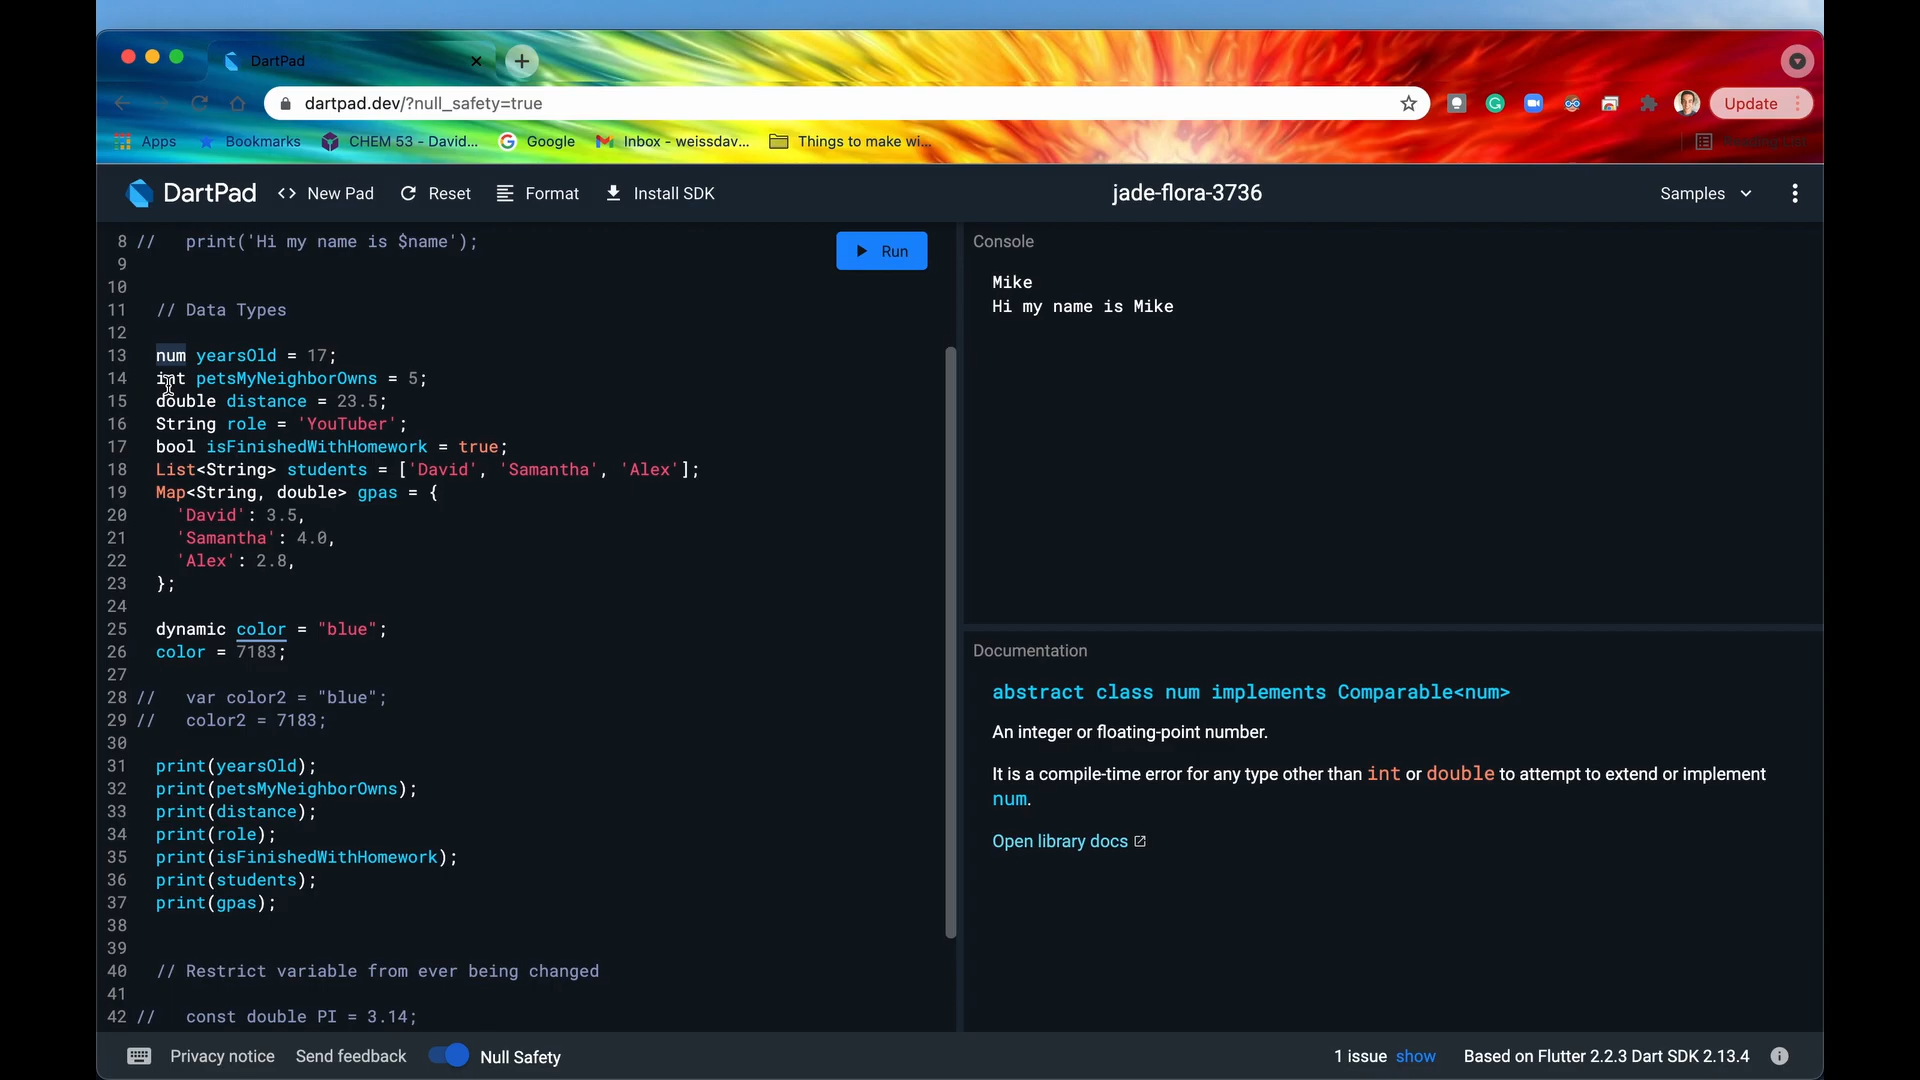 DartPad
dartpad.dev/?null_safety=true
Update
Apps
Bookmarks
CHEM 53 - David...
Google
Inbox - weissdav...
Things to make wi...
Reading List
DartPad
<> New Pad
Reset
Format
Install SDK
jade-flora-3736
Samples
8 //   print('Hi my name is $name');
9
10
11 // Data Types
12
13 num yearsOld = 17;
14 int petsMyNeighborOwns = 5;
15 double distance = 23.5;
16 String role = 'YouTuber';
17 bool isFinishedWithHomework = true;
18 List<String> students = ['David', 'Samantha', 'Alex'];
19 Map<String, double> gpas = {
20   'David': 3.5,
21   'Samantha': 4.0,
22   'Alex': 2.8,
23 };
24
25 dynamic color = "blue";
26 color = 7183;
27
28 //   var color2 = "blue";
29 //   color2 = 7183;
30
31 print(yearsOld);
32 print(petsMyNeighborOwns);
33 print(distance);
34 print(role);
35 print(isFinishedWithHomework);
36 print(students);
37 print(gpas);
38
39
40 // Restrict variable from ever being changed
41
42 //   const double PI = 3.14;
Run
Console
Mike
Hi my name is Mike
Documentation
abstract class num implements Comparable<num>
An integer or floating-point number.
It is a compile-time error for any type other than int or double to attempt to extend or implement
num.
Open library docs
Privacy notice
Send feedback
Null Safety
1 issue show
Based on Flutter 2.2.3 Dart SDK 2.13.4